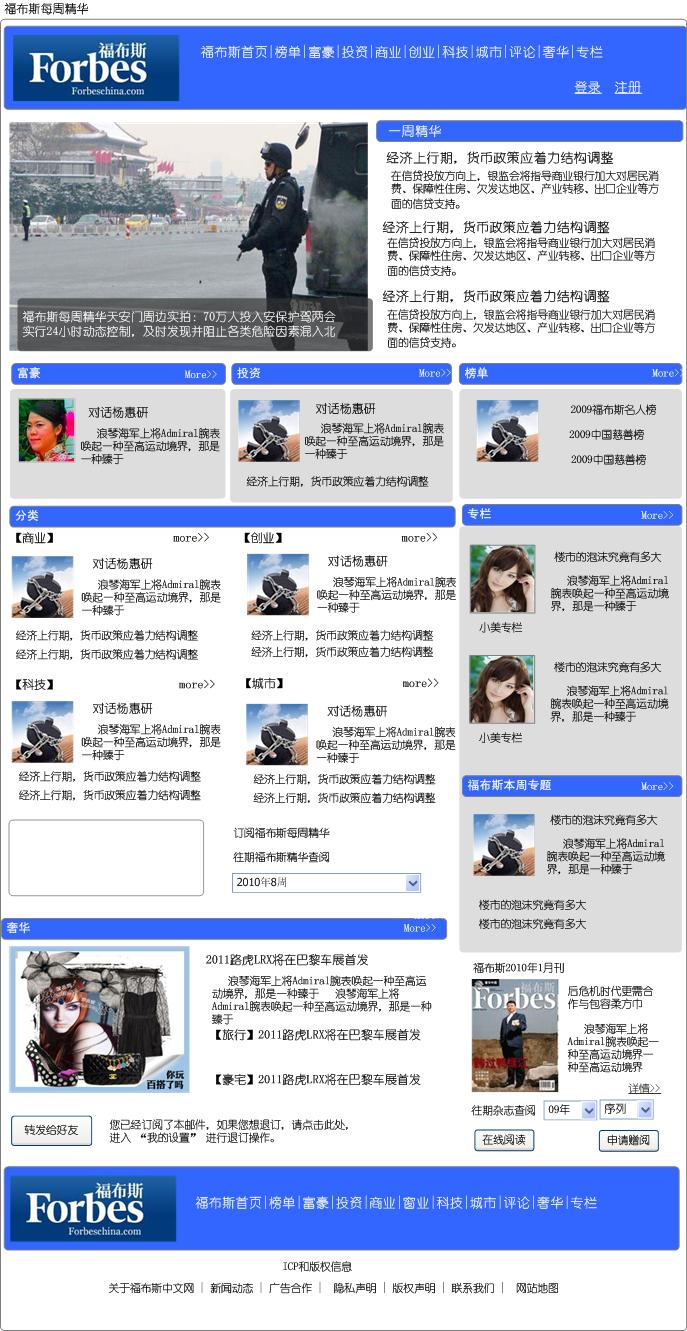 福布斯每周精华
福布斯
Forbes
Forbeschina.com
福布斯首页|榜单|富豪|投资|商业|创业|科技|城市|评论|奢华|专栏
登录 注册
福布斯每周精华天安门周边实拍：70万人投入安保护驾两会
实行24小时动态控制，及时发现并阻止各类危险因素混入北
一周精华
经济上行期，货币政策应着力结构调整
在信贷投放方向上，银监会将指导商业银行加大对居民消
费、保障性住房、欠发达地区、产业转移、出口企业等方
面的信贷支持。
经济上行期，货币政策应着力结构调整
在信贷投放方向上，银监会将指导商业银行加大对居民消
费、保障性住房、欠发达地区、产业转移、出口企业等方
面的信贷支持。
经济上行期，货币政策应着力结构调整
在信贷投放方向上，银监会将指导商业银行加大对居民消
费、保障性住房、欠发达地区、产业转移、出口企业等方
面的信贷支持。
富豪 More>>
对话杨惠研
浪琴海军上将Admiral腕表
唤起一种至高运动境界，那是
一种臻于
投资 More>>
对话杨惠研
浪琴海军上将Admiral腕表
唤起一种至高运动境界，那是
一种臻于
经济上行期，货币政策应着力结构调整
榜单 More>>
2009福布斯名人榜
2009中国慈善榜
2009中国慈善榜
分类
【商业】 more>>
对话杨惠研
浪琴海军上将Admiral腕表
唤起一种至高运动境界，那是
一种臻于
经济上行期，货币政策应着力结构调整
经济上行期，货币政策应着力结构调整
【创业】 more>>
对话杨惠研
浪琴海军上将Admiral腕表
唤起一种至高运动境界，那是
一种臻于
经济上行期，货币政策应着力结构调整
经济上行期，货币政策应着力结构调整
【科技】 more>>
对话杨惠研
浪琴海军上将Admiral腕表
唤起一种至高运动境界，那是
一种臻于
经济上行期，货币政策应着力结构调整
经济上行期，货币政策应着力结构调整
【城市】 more>>
对话杨惠研
浪琴海军上将Admiral腕表
唤起一种至高运动境界，那是
一种臻于
经济上行期，货币政策应着力结构调整
经济上行期，货币政策应着力结构调整
专栏 More>>
楼市的泡沫究竟有多大
浪琴海军上将Admiral
腕表唤起一种至高运动境
界，那是一种臻于
小美专栏
楼市的泡沫究竟有多大
浪琴海军上将Admiral
腕表唤起一种至高运动境
界，那是一种臻于
小美专栏
福布斯本周专题 More>>
楼市的泡沫究竟有多大
浪琴海军上将Admiral
腕表唤起一种至高运动境
界，那是一种臻于
楼市的泡沫究竟有多大
楼市的泡沫究竟有多大
订阅福布斯每周精华
往期福布斯精华查阅
2010年8周
奢华 More>>
你玩
百搭了吗
2011路虎LRX将在巴黎车展首发
浪琴海军上将Admiral腕表唤起一种至高运
动境界，那是一种臻于 浪琴海军上将
Admiral腕表唤起一种至高运动境界，那是一种
臻于
【旅行】2011路虎LRX将在巴黎车展首发
【豪宅】2011路虎LRX将在巴黎车展首发
福布斯2010年1月刊
Forbes
跨过鸭绿江
后危机时代更需合
作与包容柔方巾
浪琴海军上将
Admiral腕表唤起一
种至高运动境界一
种至高运动境界
详情>>
往期杂志查阅 09年 序列
在线阅读 申请赠阅
转发给好友
您已经订阅了本邮件，如果您想退订，请点击此处，
进入 “我的设置” 进行退订操作。
福布斯
Forbes
Forbeschina.com
福布斯首页|榜单|富豪|投资|商业|窗业|科技|城市|评论|奢华|专栏
ICP和版权信息
关于福布斯中文网 | 新闻动态 | 广告合作 | 隐私声明 | 版权声明 | 联系我们 | 网站地图